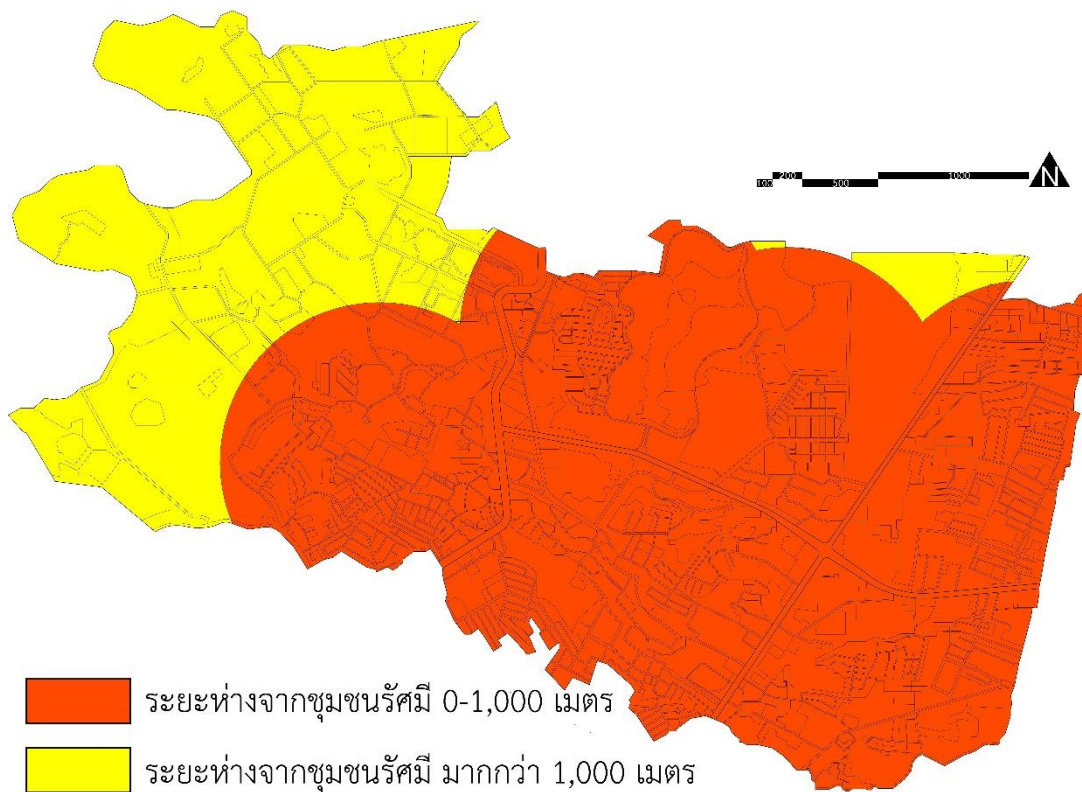 100 200 500 1000 N
ระยะห่างจากชุมชนรัศมี 0-1,000 เมตร
ระยะห่างจากชุมชนรัศมี มากกว่า 1,000 เมตร